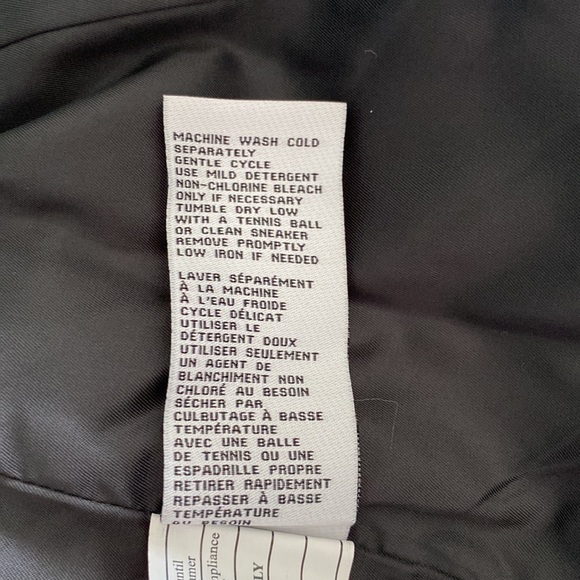 MACHINE WASH COLD
SEPARATELY
GENTLE CYCLE
USE MILD DETERGENT
NON-CHLORINE BLEACH
ONLY IF NECESSARY
TUMBLE DRY LOW
WITH A TENNIS BALL
OR CLEAN SNEAKER
REMOVE PROMPTLY
LOW IRON IF NEEDED
LAVER SÉPARÉMENT
À LA MACHINE
À L'EAU FROIDE
CYCLE DÉLICAT
UTILISER LE
DÉTERGENT DOUX
UTILISER SEULEMENT
UN AGENT DE
BLANCHIMENT NON
CHLORÉ AU BESOIN
SÉCHER PAR
CULBUTAGE À BASSE
TEMPÉRATURE
AVEC UNE BALLE
DE TENNIS OU UNE
ESPADRILLE PROPRE
RETIRER RAPIDEMENT
REPASSER À BASSE
TEMPÉRATURE
AU BESOIN